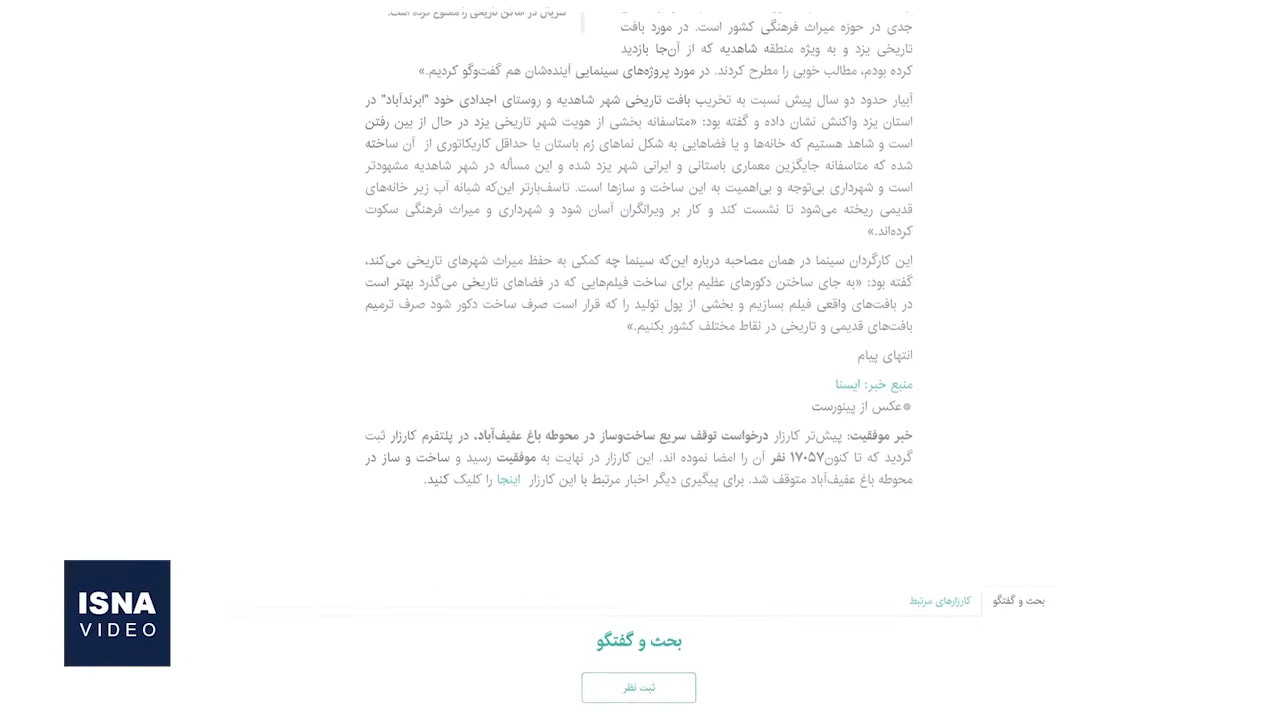 سریال در اماکن تاریخی را ممنوع کرده است.
جدی در حوزه میراث فرهنگی کشور است. در مورد بافت
تاریخی یزد و به ویژه منطقه شاهدیه که از آن‌جا بازدید
کرده بودم، مطالب خوبی را مطرح کردند. در مورد پروژه‌های سینمایی آینده‌شان هم گفت‌وگو کردیم.»
آبیار حدود دو سال پیش نسبت به تخریب بافت تاریخی شهر شاهدیه و روستای اجدادی خود "ابرندآباد" در
استان یزد واکنش نشان داده و گفته بود: «متاسفانه بخشی از هویت شهر تاریخی یزد در حال از بین رفتن
است و شاهد هستیم که خانه‌ها و یا فضاهایی به شکل نماهای رُم باستان یا حداقل کاریکاتوری از آن ساخته
شده که متاسفانه جایگزین معماری باستانی و ایرانی شهر یزد شده و این مسأله در شهر شاهدیه مشهودتر
است و شهرداری بی‌توجه و بی‌اهمیت به این ساخت و سازها است. تاسف‌بارتر این‌که شبانه آب زیر خانه‌های
قدیمی ریخته می‌شود تا نشست کند و کار بر ویرانگران آسان شود و شهرداری و میراث فرهنگی سکوت
کرده‌اند.»
این کارگردان سینما در همان مصاحبه درباره این‌که سینما چه کمکی به حفظ میراث شهرهای تاریخی می‌کند،
گفته بود: «به جای ساختن دکورهای عظیم برای ساخت فیلم‌هایی که در فضاهای تاریخی می‌گذرد بهتر است
در بافت‌های واقعی فیلم بسازیم و بخشی از پول تولید را که قرار است صرف ساخت دکور شود صرف ترمیم
بافت‌های قدیمی و تاریخی در نقاط مختلف کشور بکنیم.»
انتهای پیام
منبع خبر: ایسنا
*عکس از پینورست
خبر موفقیت: پیش‌تر کارزار درخواست توقف سریع ساخت‌وساز در محوطه باغ عفیف‌آباد، در پلتفرم کارزار ثبت
گردید که تا کنون۱۷۰۵۷ نفر آن را امضا نموده اند. این کارزار در نهایت به موفقیت رسید و ساخت و ساز در
محوطه باغ عفیف‌آباد متوقف شد. برای پیگیری دیگر اخبار مرتبط با این کارزار اینجا را کلیک کنید.
بحث و گفتگو
کارزارهای مرتبط
بحث و گفتگو
ثبت نظر
ISNA
VIDEO